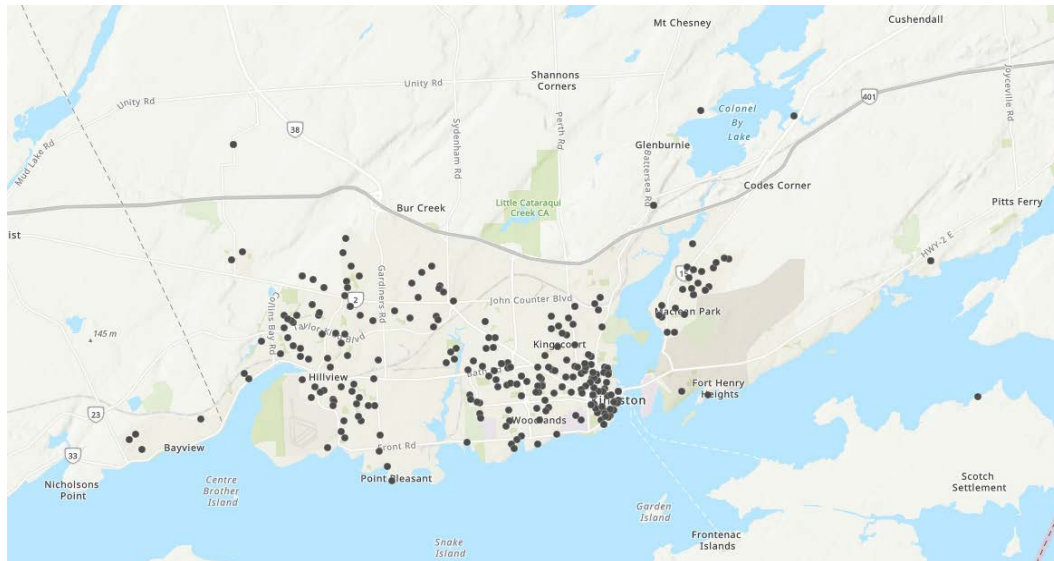 Cushendall
Mt Chesney
Shannons
Corners
Unity Rd
Unity Rd
401
Joyceville Rd
Colonel
By
Lake
Perth Rd
Sydenham Rd
38
Mud Lake Rd
Glenburnie
Battersea Rd
Codes Corner
Little Cataraqui
Creek CA
Pitts Ferry
Bur Creek
ist
HWY-2 E
Gardiners Rd
2
John Counter Blvd
Collins Bay Rd
145 m
Kingscourt
Hillview
Fort Henry
Heights
Woodlands
23
Front Rd
33
Bayview
Nicholsons
Point
Centre
Brother
Island
Point Pleasant
Scotch
Settlement
Garden
Island
Frontenac
Islands
Snake
Island